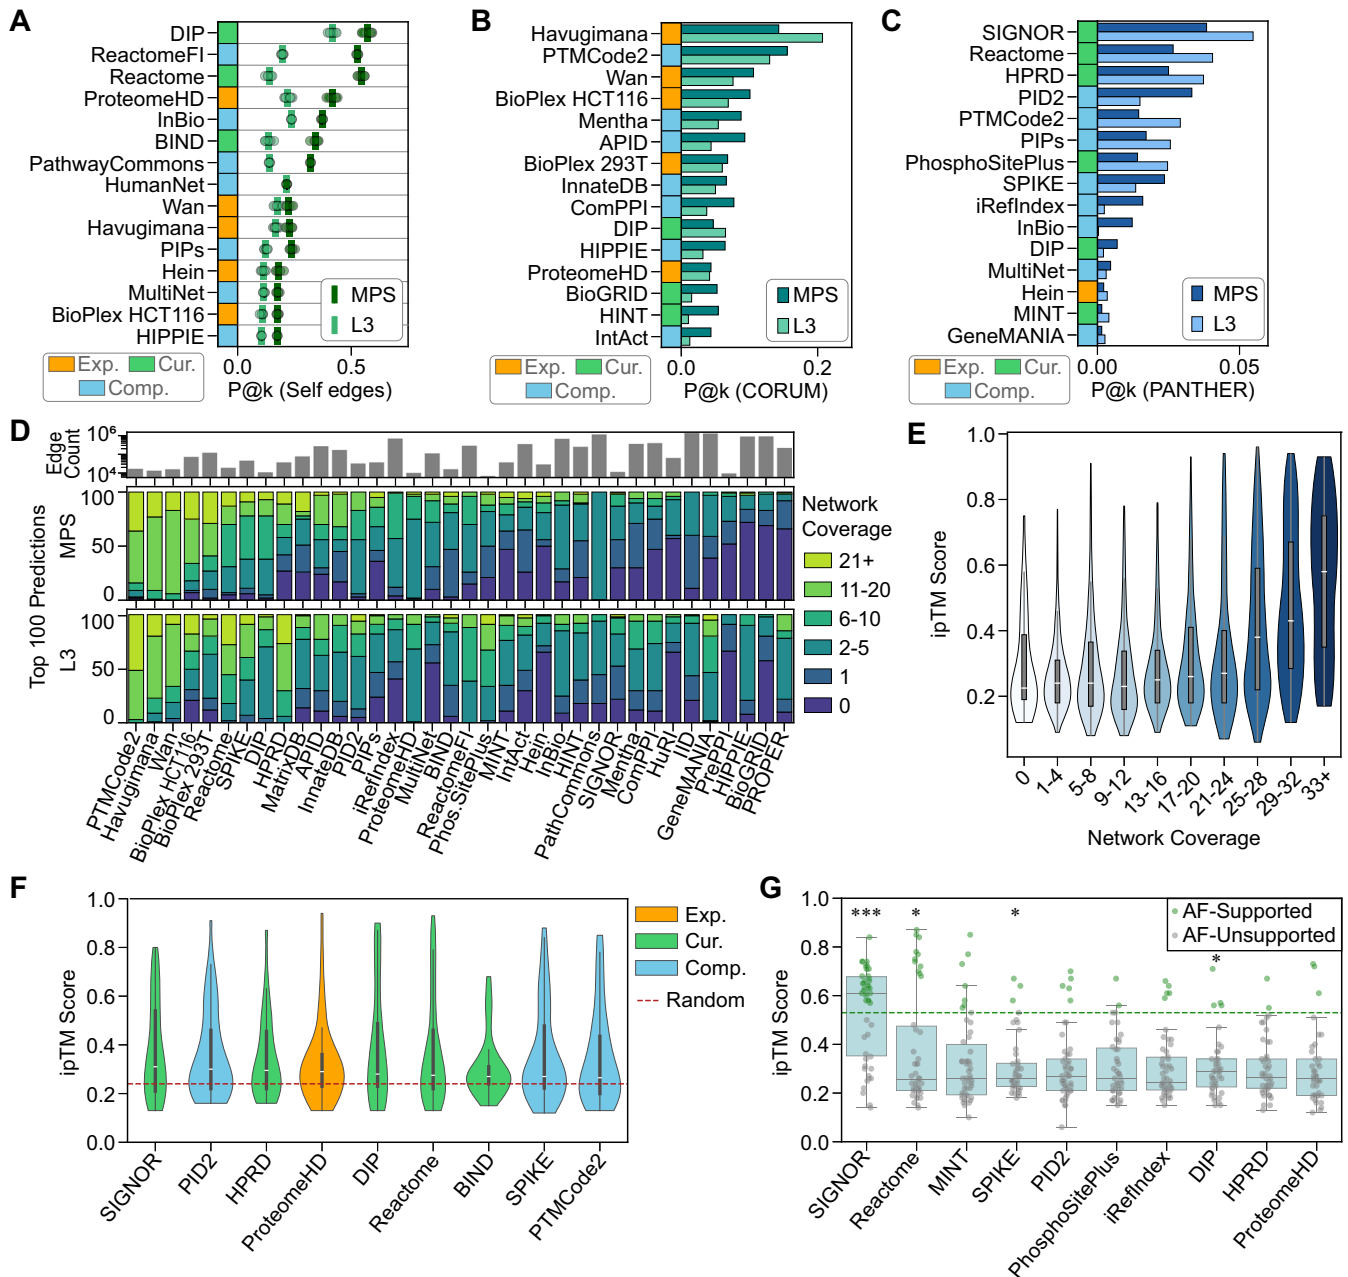 A
DIP
ReactomeFI
Reactome
ProteomeHD
InBio
BIND
PathwayCommons
HumanNet
Wan
Havugimana
PIPs
Hein
MultiNet
BioPlex HCT116
HIPPIE
MPS
L3
0.0
0.5
Exp.
Cur.
Comp.
P@k (Self edges)
B
Havugimana
PTMCode2
Wan
BioPlex HCT116
Mentha
APID
BioPlex 293T
InnateDB
ComPPI
DIP
HIPPIE
ProteomeHD
BioGRID
HINT
IntAct
MPS
L3
0.0
0.2
Exp.
Cur.
Comp.
P@k (CORUM)
C
SIGNOR
Reactome
HPRD
PID2
PTMCode2
PIPs
PhosphoSitePlus
SPIKE
iRefIndex
InBio
DIP
MultiNet
Hein
MINT
GeneMANIA
MPS
L3
0.00
0.05
Exp.
Cur.
Comp.
P@k (PANTHER)
D
Edge
Count
10⁶
10⁴
Top 100 Predictions
MPS
100
50
0
L3
100
50
0
Network
Coverage
21+
11-20
6-10
2-5
1
0
PTMCode2
Havugimana
Wan
BioPlex HCT116
BioPlex 293T
Reactome
SPIKE
DIP
HPRD
MatrixDB
APID
InnateDB
PID2
PIPs
iRefIndex
ProteomeHD
MultiNet
BIND
ReactomeFI
Phos.SitePlus
MINT
IntAct
Hein
InBio
HINT
PathCommons
SIGNOR
Mentha
ComPPI
HuRI
IID
GeneMANIA
PrePPI
HIPPIE
BioGRID
PROPER
E
ipTM Score
1.0
0.8
0.6
0.4
0.2
0
1-4
5-8
9-12
13-16
17-20
21-24
25-28
29-32
33+
Network Coverage
F
ipTM Score
1.0
0.8
0.6
0.4
0.2
0.0
Exp.
Cur.
Comp.
Random
SIGNOR
PID2
HPRD
ProteomeHD
DIP
Reactome
BIND
SPIKE
PTMCode2
G
ipTM Score
1.0
0.8
0.6
0.4
0.2
0.0
***
*
*
*
AF-Supported
AF-Unsupported
SIGNOR
Reactome
MINT
SPIKE
PID2
PhosphoSitePlus
iRefIndex
DIP
HPRD
ProteomeHD